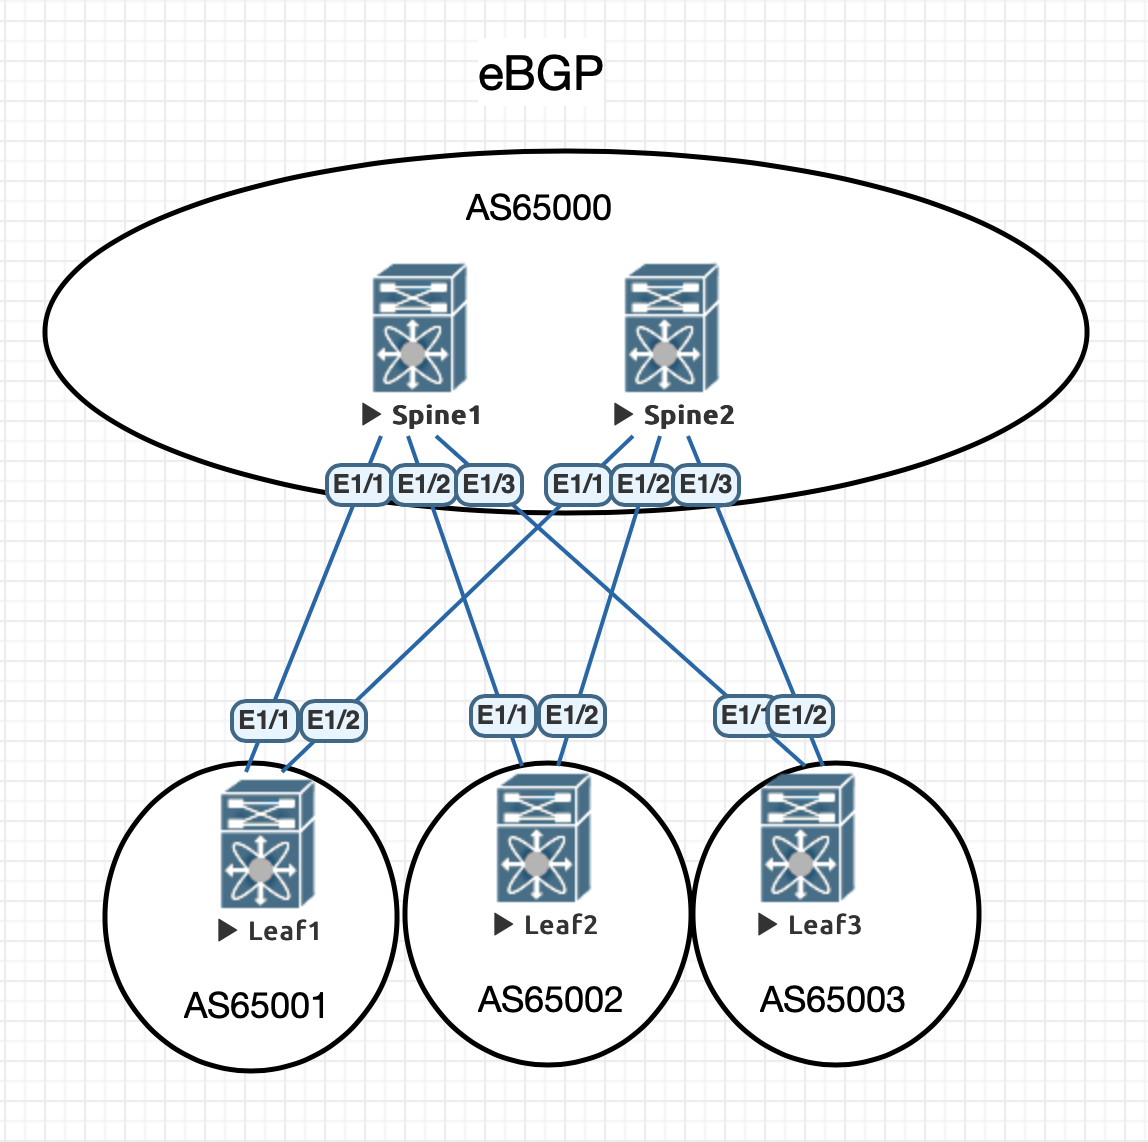 eBGP
AS65000
Spine1
Spine2
E1/1
E1/2
E1/3
E1/1
E1/2
E1/3
E1/1
E1/2
E1/1
E1/2
E1/1
E1/2
Leaf1
Leaf2
Leaf3
AS65001
AS65002
AS65003